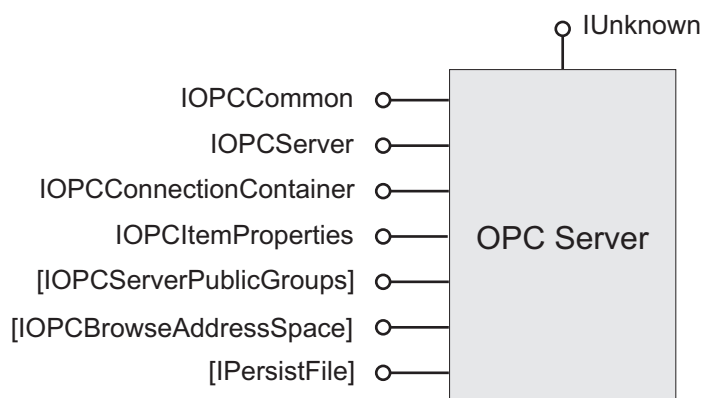 IUnknown
IOPCCommon
IOPCServer
IOPCConnectionContainer
IOPCItemProperties
OPC Server
[IOPCServerPublicGroups]
[IOPCBrowseAddressSpace]
[IPersistFile]